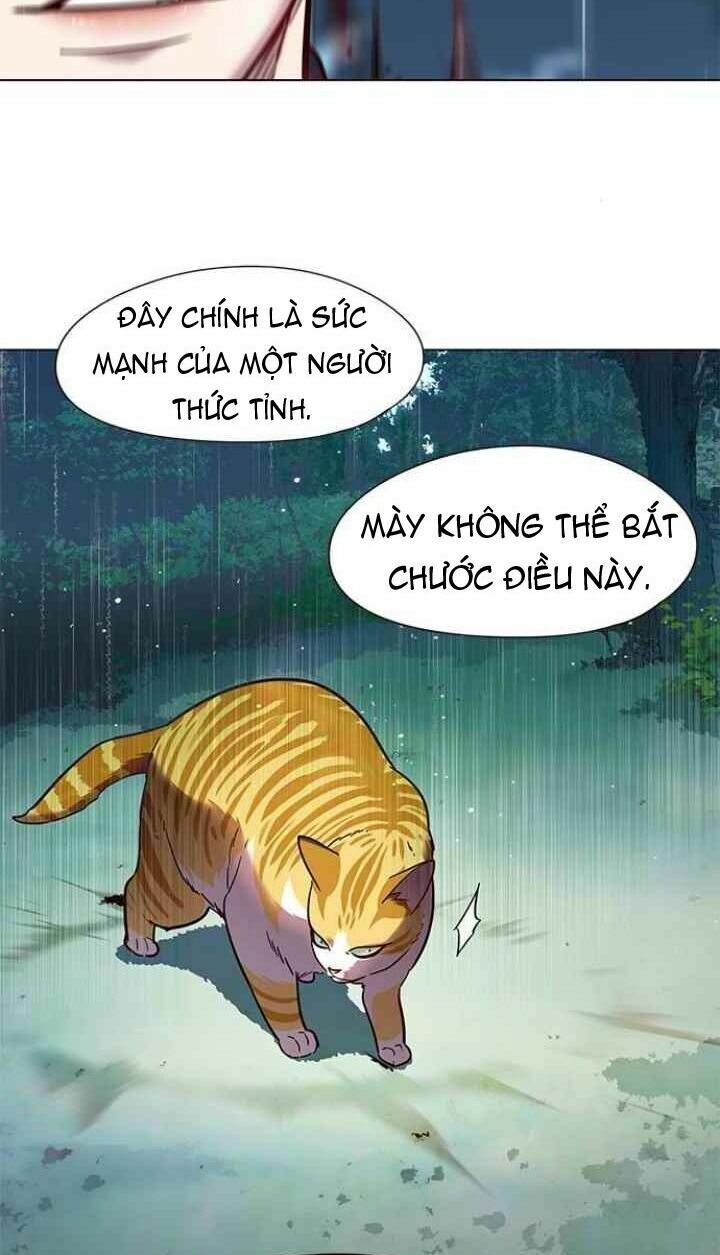 ĐÂY CHÍNH LÀ SỨC
MẠNH CỦA MỘT NGƯỜI
THỨC TỈNH.
MÀY KHÔNG THỂ BẮT
CHƯỚC ĐIỀU NÀY.